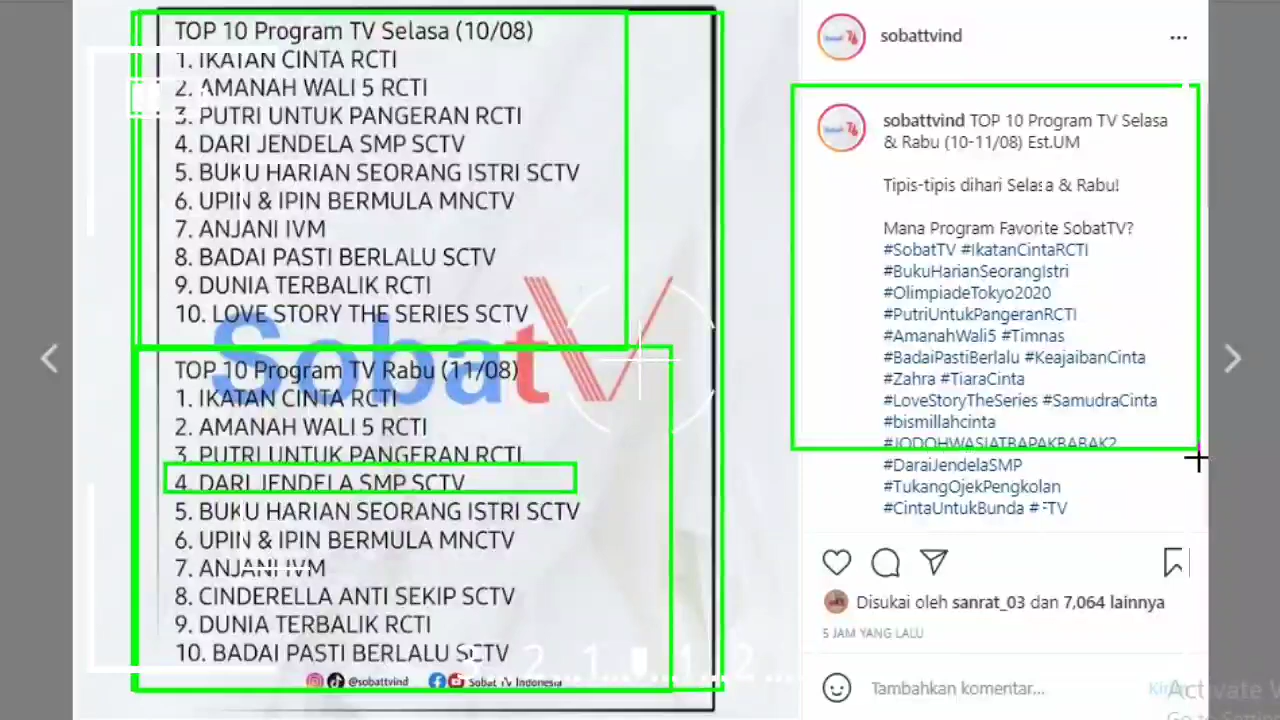 TOP 10 Program TV Selasa (10/08)
1. IKATAN CINTA RCTI
2. AMANAH WALI 5 RCTI
3. PUTRI UNTUK PANGERAN RCTI
4. DARI JENDELA SMP SCTV
5. BUKU HARIAN SEORANG ISTRI SCTV
6. UPIN & IPIN BERMULA MNCTV
7. ANJANI IVM
8. BADAI PASTI BERLALU SCTV
9. DUNIA TERBALIK RCTI
10. LOVE STORY THE SERIES SCTV
SobatTV
TOP 10 Program TV Rabu (11/08)
1. IKATAN CINTA RCTI
2. AMANAH WALI 5 RCTI
3. PUTRI UNTUK PANGERAN RCTI
4. DARI JENDELA SMP SCTV
5. BUKU HARIAN SEORANG ISTRI SCTV
6. UPIN & IPIN BERMULA MNCTV
7. ANJANI IVM
8. CINDERELLA ANTI SEKIP SCTV
9. DUNIA TERBALIK RCTI
10. BADAI PASTI BERLALU SCTV
@sobattvind Sobat TV Indonesia
2 1 1 2
sobattvind
sobattvind TOP 10 Program TV Selasa
& Rabu (10-11/08) Est.UM
Tipis-tipis dihari Selasa & Rabu!
Mana Program Favorite SobatTV?
#SobatTV #IkatanCintaRCTI
#BukuHarianSeorangIstri
#OlimpiadeTokyo2020
#PutriUntukPangeranRCTI
#AmanahWali5 #Timnas
#BadaiPastiBerlalu #KeajaibanCinta
#Zahra #TiaraCinta
#LoveStoryTheSeries #SamudraCinta
#bismillahcinta
#JODOHWASIATBAPAKBABAK2
#DaraiJendelaSMP
#TukangOjekPengkolan
#CintaUntukBunda #FTV
Disukai oleh sanrat_03 dan 7,064 lainnya
5 JAM YANG LALU
Tambahkan komentar...
Activate